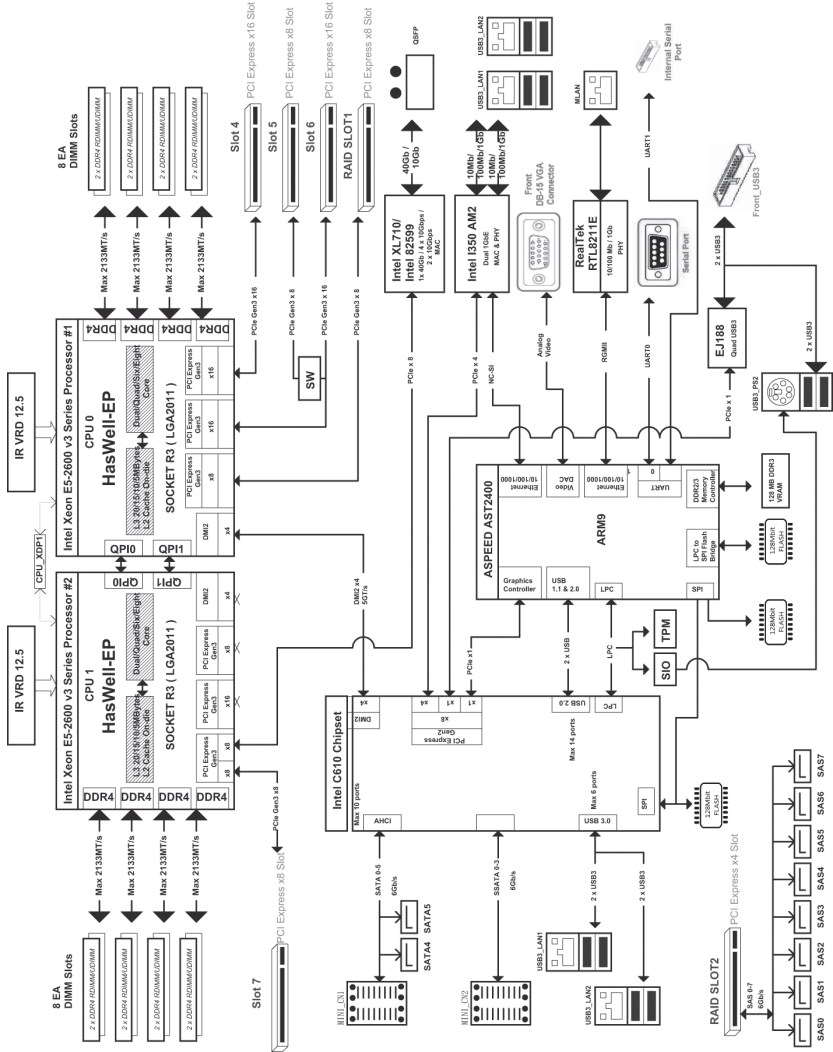 8 EA
DIMM Slots
2 x DDR4 RDIMM/UDIMM
2 x DDR4 RDIMM/UDIMM
2 x DDR4 RDIMM/UDIMM
2 x DDR4 RDIMM/UDIMM
Max 2133MT/s
Max 2133MT/s
Max 2133MT/s
Max 2133MT/s
IR VRD 12.5
Intel Xeon E5-2600 v3 Series Processor #2
CPU 1
HasWell-EP
DDR4
DDR4
DDR4
DDR4
L3 20/15/10/5MBytes
L2 Cache On-die
Dual/Quad/Six/Eight
Core
SOCKET R3 ( LGA2011 )
QPI0
QPI1
PCI Express
Gen3
x8
x8
PCI Express
Gen3
x16
PCI Express
Gen3
x8
DMI2
x4
CPU_XDP1
IR VRD 12.5
Intel Xeon E5-2600 v3 Series Processor #1
CPU 0
HasWell-EP
QPI0
QPI1
L3 20/15/10/5MBytes
L2 Cache On-die
Dual/Quad/Six/Eight
Core
SOCKET R3 ( LGA2011 )
DDR4
DDR4
DDR4
DDR4
DMI2
x4
PCI Express
Gen3
x8
PCI Express
Gen3
x16
PCI Express
Gen3
x16
Max 2133MT/s
Max 2133MT/s
Max 2133MT/s
Max 2133MT/s
8 EA
DIMM Slots
2 x DDR4 RDIMM/UDIMM
2 x DDR4 RDIMM/UDIMM
2 x DDR4 RDIMM/UDIMM
2 x DDR4 RDIMM/UDIMM
PCIe Gen3 x8
Slot 7
PCI Express x8 Slot
DMI2 x4
5GT/s
PCIe Gen3 x 16
PCIe Gen3 x 8
SW
PCIe Gen3 x 16
PCIe Gen3 x 8
Slot 4
PCI Express x16 Slot
Slot 5
PCI Express x8 Slot
Slot 6
PCI Express x16 Slot
RAID SLOT1
PCI Express x8 Slot
Intel C610 Chipset
Max 10 ports
AHCI
DMI2
x4
PCI Express
Gen2
x8
x4
x1
x1
Max 14 ports
USB 2.0
LPC
Max 6 ports
USB 3.0
SPI
SATA 0-5
6Gb/s
MINI_CN1
SATA4
SATA5
SSATA 0-3
6Gb/s
MINI_CN2
2 x USB3
USB3_LAN1
2 x USB3
USB3_LAN2
128Mbit
FLASH
PCIe x 8
Intel XL710/
Intel 82599
1x 40Gb / 4 x 10Gbps /
2 x 10Gbps
MAC
40Gb /
10Gb
QSFP
PCIe x 4
NC-SI
Intel I350 AM2
Dual 1GbE
MAC & PHY
10Mb/
100Mb/1Gb
10Mb/
100Mb/1Gb
USB3_LAN1
USB3_LAN2
Analog
Video
Front
DB-15 VGA
Connector
RGMII
RealTek
RTL8211E
10/100 Mb / 1Gb
PHY
MLAN
UART0
Serial Port
UART1
Internal Serial
Port
PCIe x 1
EJ188
Quad USB3
2 x USB3
Front_USB3
2 x USB3
USB3_PS2
PCIe x1
2 x USB
LPC
SIO
TPM
ASPEED AST2400
ARM9
Graphics
Controller
USB
1.1 & 2.0
LPC
SPI
Ethernet
10/100/1000
Video
DAC
Ethernet
10/100/1000
UART
1
0
LPC to
SPI Flash
Bridge
DDR2/3
Memory
Controller
128Mbit
FLASH
128Mbit
FLASH
128 MB DDR3
VRAM
RAID SLOT2
PCI Express x4 Slot
SAS 0-7
6Gb/s
SAS0
SAS1
SAS2
SAS3
SAS4
SAS5
SAS6
SAS7